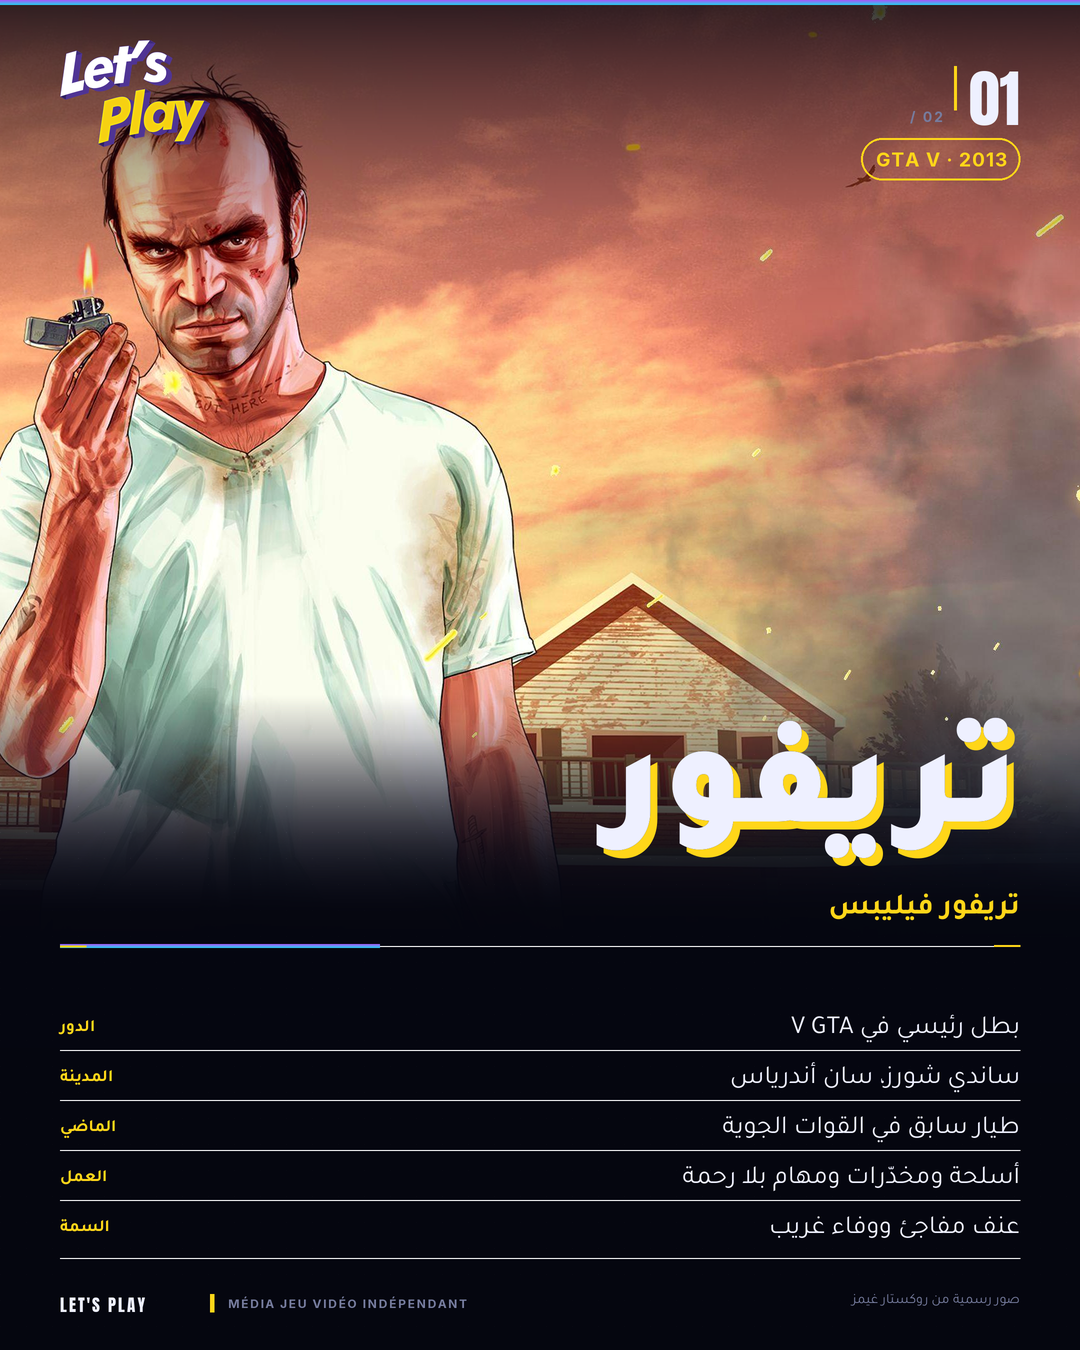 Let's
Play
01
/ 02
GTA V · 2013
CUT HERE
تريفور
تريفور فيليبس
الدور
بطل رئيسي في V GTA
المدينة
ساندي شورز، سان أندرياس
الماضي
طيار سابق في القوات الجوية
العمل
أسلحة ومخدّرات ومهام بلا رحمة
السمة
عنف مفاجئ ووفاء غريب
LET'S PLAY
MÉDIA JEU VIDÉO INDÉPENDANT
صور رسمية من روكستار غيمز